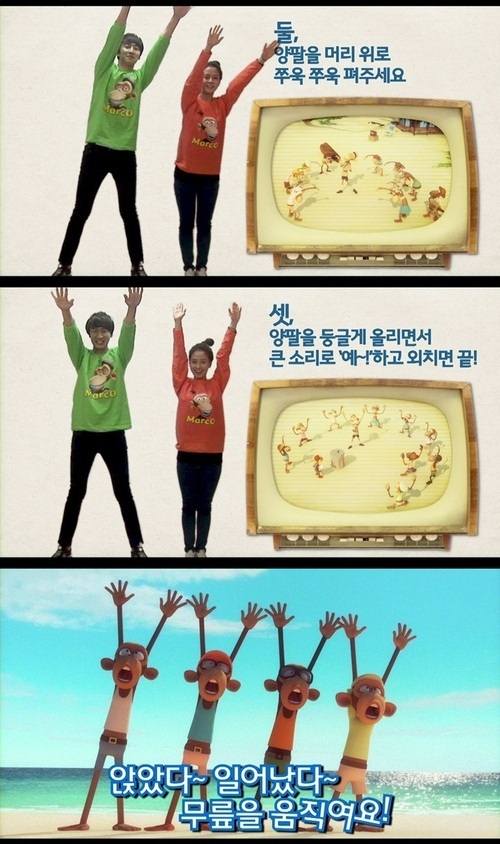 둘,
양팔을 머리 위로
쭈욱 쭈욱 펴주세요
Marco
Marco
셋,
양팔을 둥글게 올리면서
큰 소리로 '예~!'하고 외치면 끝!
Marco
Marco
앉았다~ 일어났다~
무릎을 움직여요!